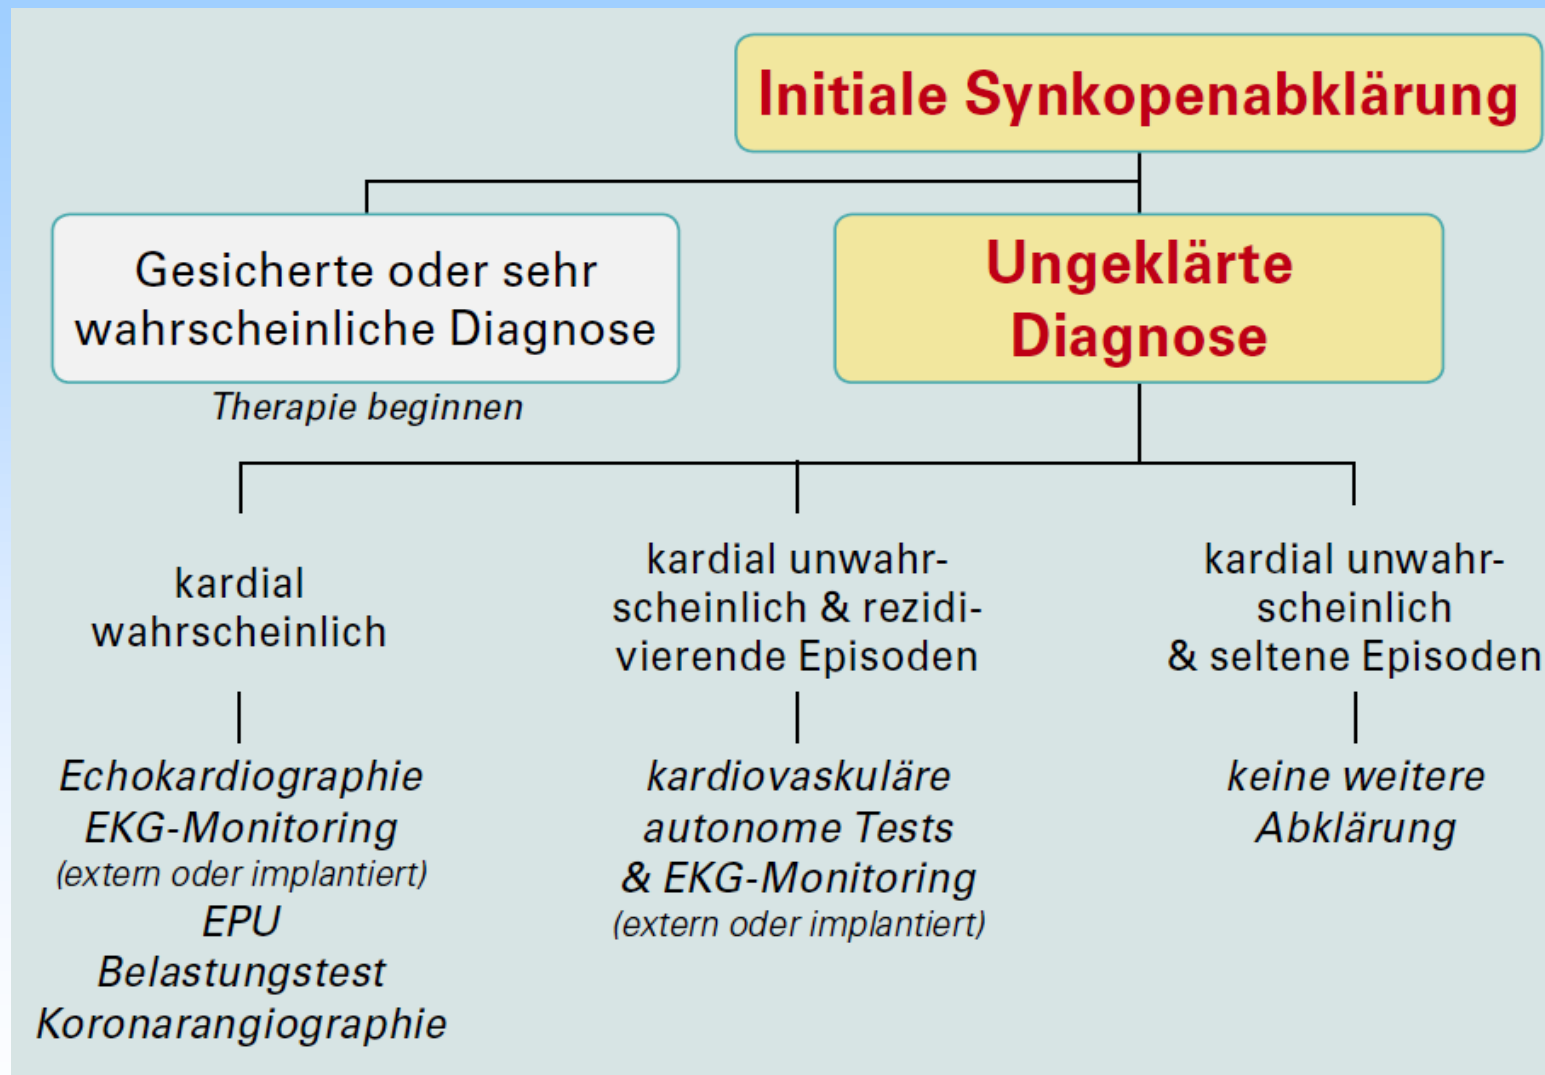 Initiale Synkopenabklärung
Gesicherte oder sehr
wahrscheinliche Diagnose
Therapie beginnen
Ungeklärte
Diagnose
kardial
wahrscheinlich
Echokardiographie
EKG-Monitoring
(extern oder implantiert)
EPU
Belastungstest
Koronarangiographie
kardial unwahr-
scheinlich & rezidi-
vierende Episoden
kardiovaskuläre
autonome Tests
& EKG-Monitoring
(extern oder implantiert)
kardial unwahr-
scheinlich
& seltene Episoden
keine weitere
Abklärung